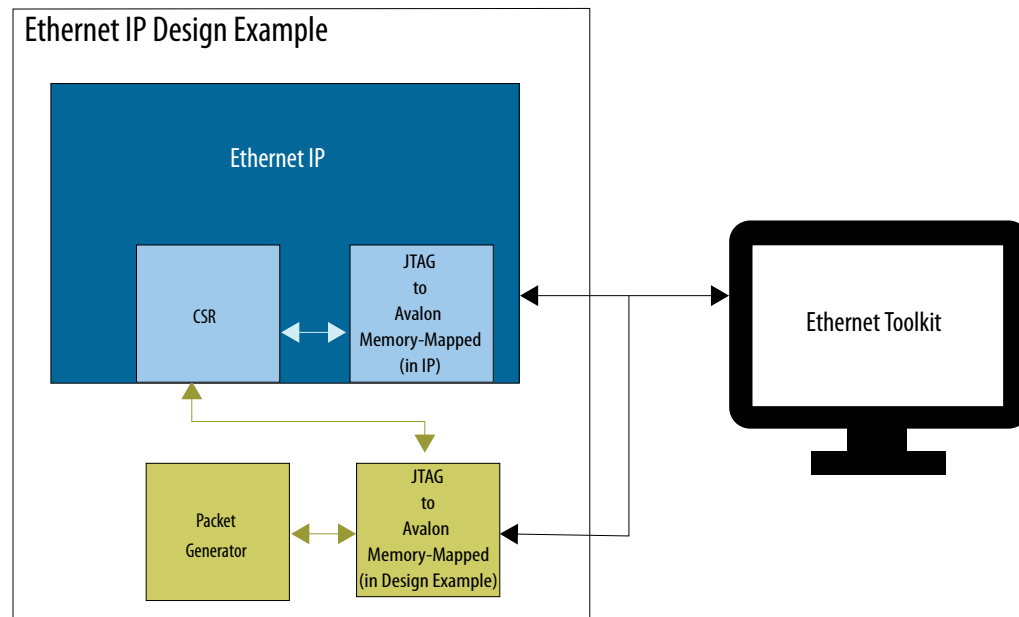 Ethernet IP Design Example
Ethernet IP
CSR
JTAG
to
Avalon
Memory-Mapped
(in IP)
Ethernet Toolkit
Packet
Generator
JTAG
to
Avalon
Memory-Mapped
(in Design Example)